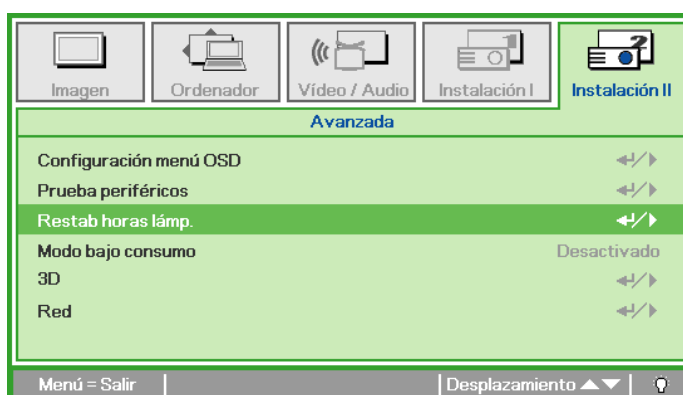 Imagen
Ordenador
Vídeo / Audio
Instalación I
Instalación II
Avanzada
Configuración menú OSD
Prueba periféricos
Restab horas lámp.
Modo bajo consumo Desactivado
3D
Red
Menú = Salir Desplazamiento